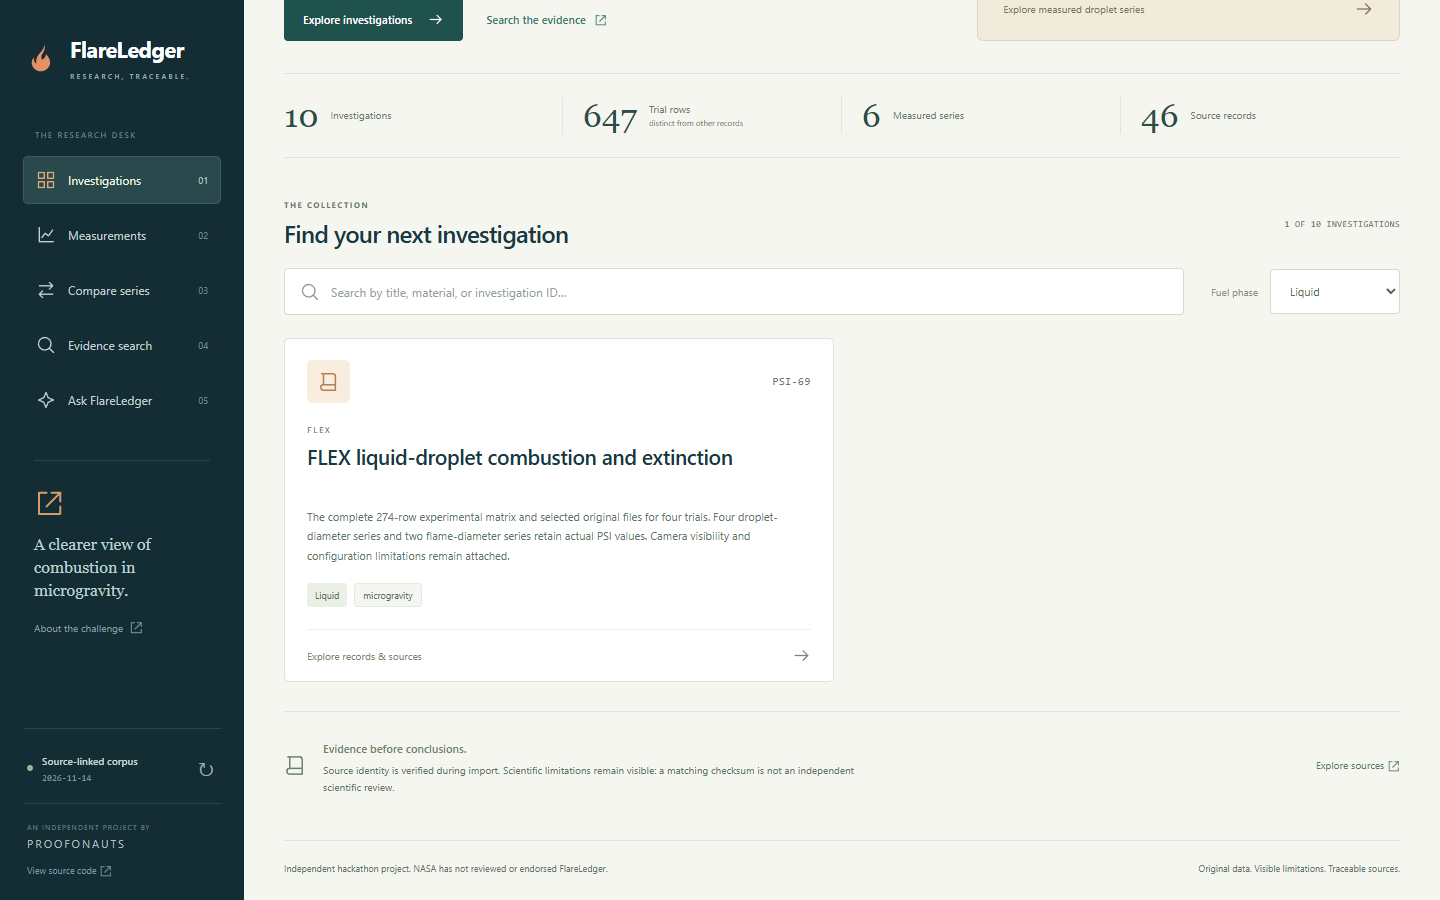 FlareLedger
RESEARCH, TRACEABLE.
THE RESEARCH DESK
Investigations 01
Measurements 02
Compare series 03
Evidence search 04
Ask FlareLedger 05
A clearer view of
combustion in
microgravity.
About the challenge
Source-linked corpus
2026-11-14
AN INDEPENDENT PROJECT BY
PROOFONAUTS
View source code
Explore investigations
Search the evidence
Explore measured droplet series
10 Investigations
647 Trial rows
distinct from other records
6 Measured series
46 Source records
THE COLLECTION
Find your next investigation
1 OF 10 INVESTIGATIONS
Search by title, material, or investigation ID...
Fuel phase
Liquid
PSI-69
FLEX
FLEX liquid-droplet combustion and extinction
The complete 274-row experimental matrix and selected original files for four trials. Four droplet-
diameter series and two flame-diameter series retain actual PSI values. Camera visibility and
configuration limitations remain attached.
Liquid
microgravity
Explore records & sources
Evidence before conclusions.
Source identity is verified during import. Scientific limitations remain visible: a matching checksum is not an independent
scientific review.
Explore sources
Independent hackathon project. NASA has not reviewed or endorsed FlareLedger.
Original data. Visible limitations. Traceable sources.